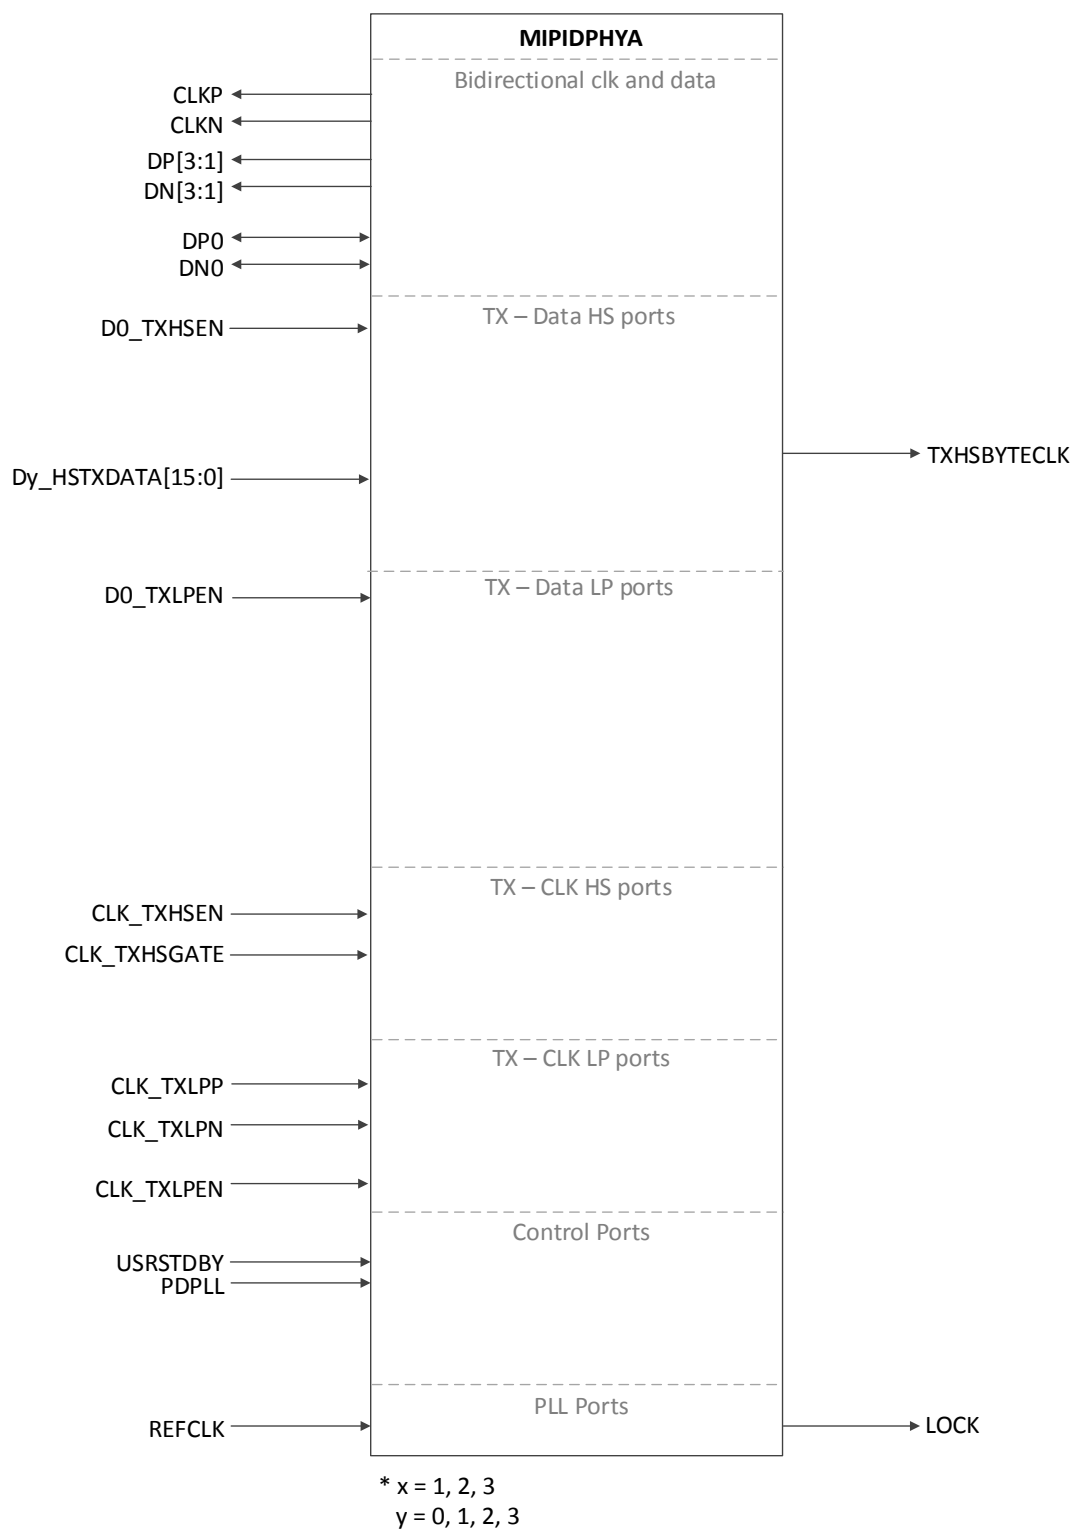 MIPIDPHYA
Bidirectional clk and data
CLKP
CLKN
DP[3:1]
DN[3:1]
DP0
DN0
TX – Data HS ports
D0_TXHSEN
TXHSBYTECLK
Dy_HSTXDATA[15:0]
TX – Data LP ports
D0_TXLPEN
TX – CLK HS ports
CLK_TXHSEN
CLK_TXHSGATE
TX – CLK LP ports
CLK_TXLPP
CLK_TXLPN
CLK_TXLPEN
Control Ports
USRSTDBY
PDPLL
PLL Ports
REFCLK
LOCK
* x = 1, 2, 3
y = 0, 1, 2, 3